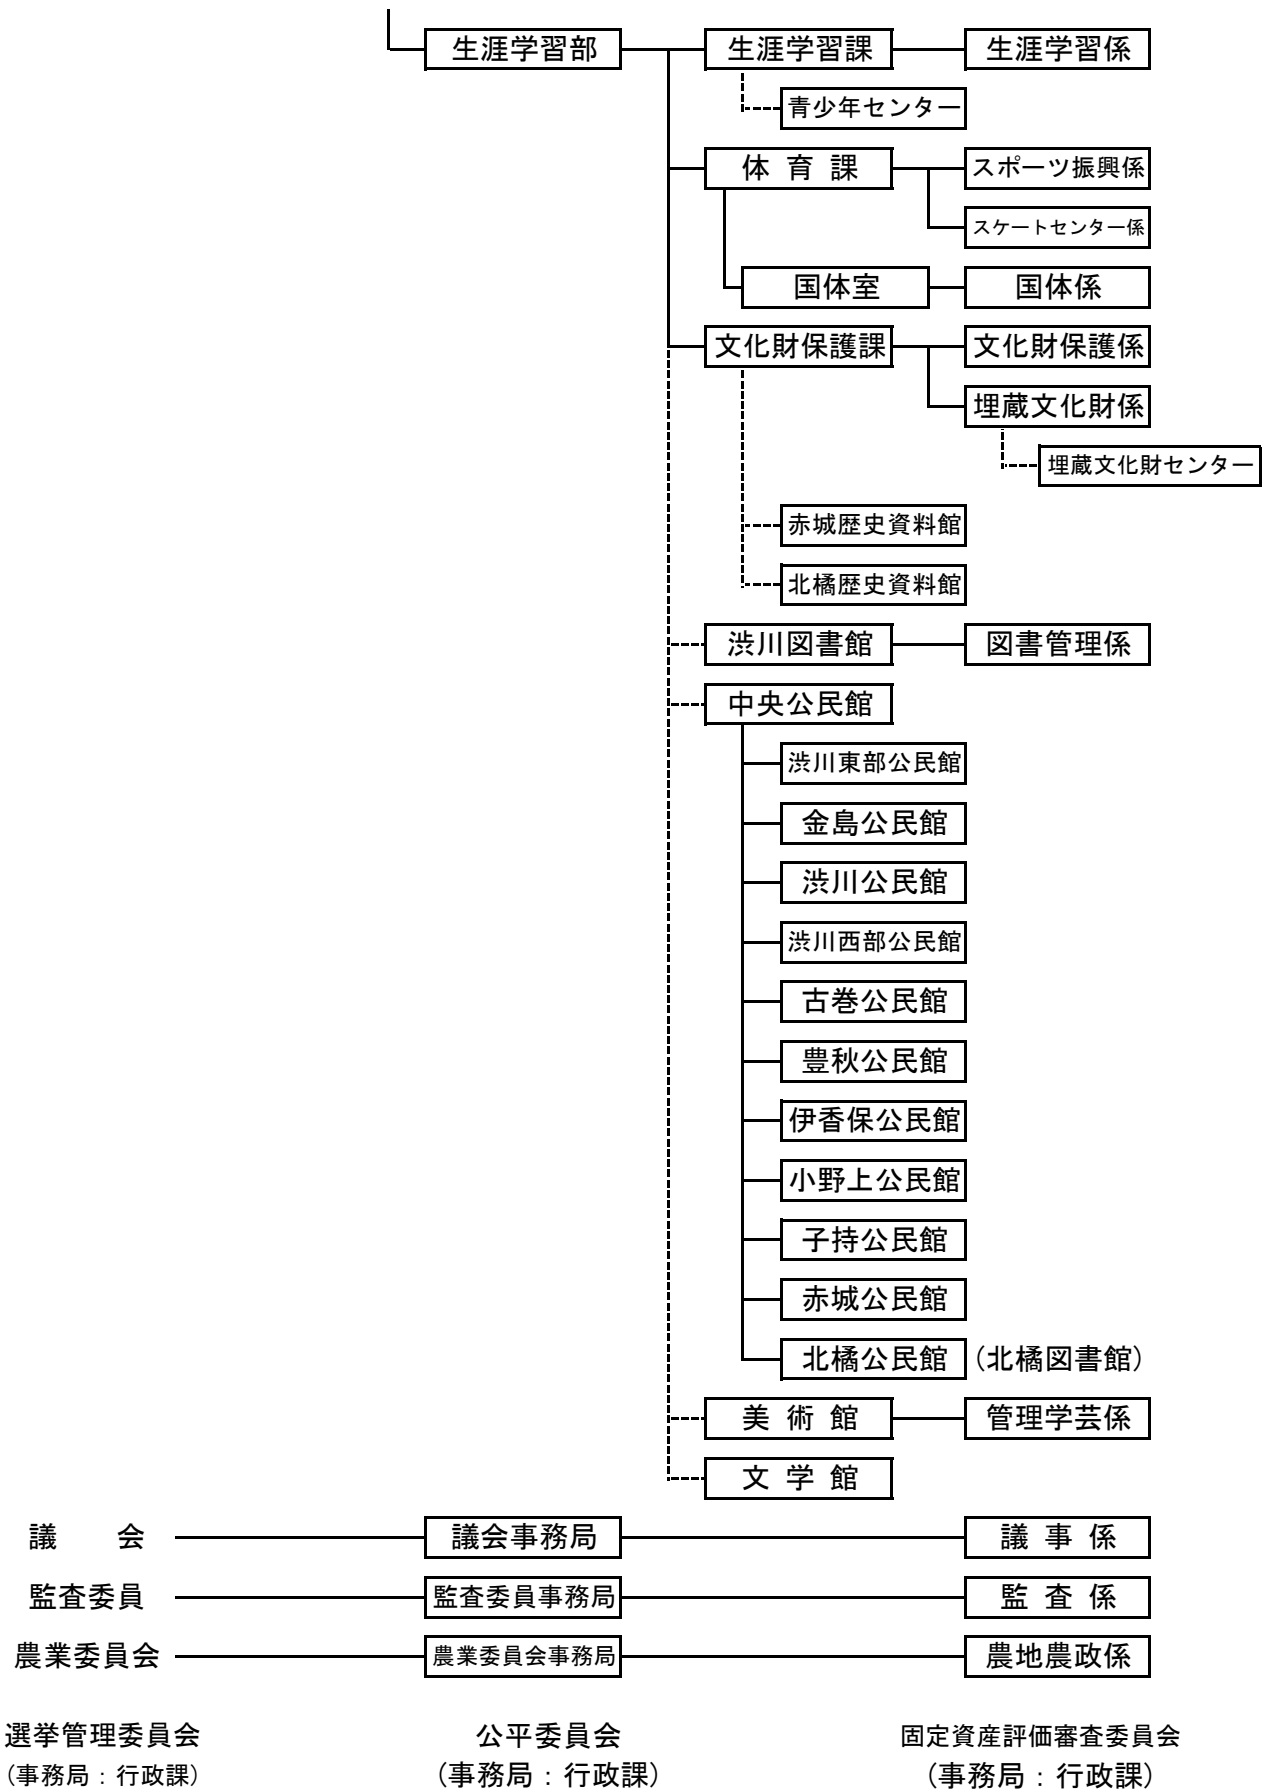 生涯学習部 生涯学習課 生涯学習係
青少年センター
体育課 スポーツ振興係
スケートセンター係
国体室 国体係
文化財保護課 文化財保護係
埋蔵文化財係
埋蔵文化財センター
赤城歴史資料館
北橘歴史資料館
渋川図書館 図書管理係
中央公民館
渋川東部公民館
金島公民館
渋川公民館
渋川西部公民館
古巻公民館
豊秋公民館
伊香保公民館
小野上公民館
子持公民館
赤城公民館
北橘公民館 (北橘図書館)
美術館 管理学芸係
文学館
議会 議会事務局 議事係
監査委員 監査委員事務局 監査係
農業委員会 農業委員会事務局 農地農政係
選挙管理委員会 公平委員会 固定資産評価審査委員会
(事務局：行政課) (事務局：行政課) (事務局：行政課)